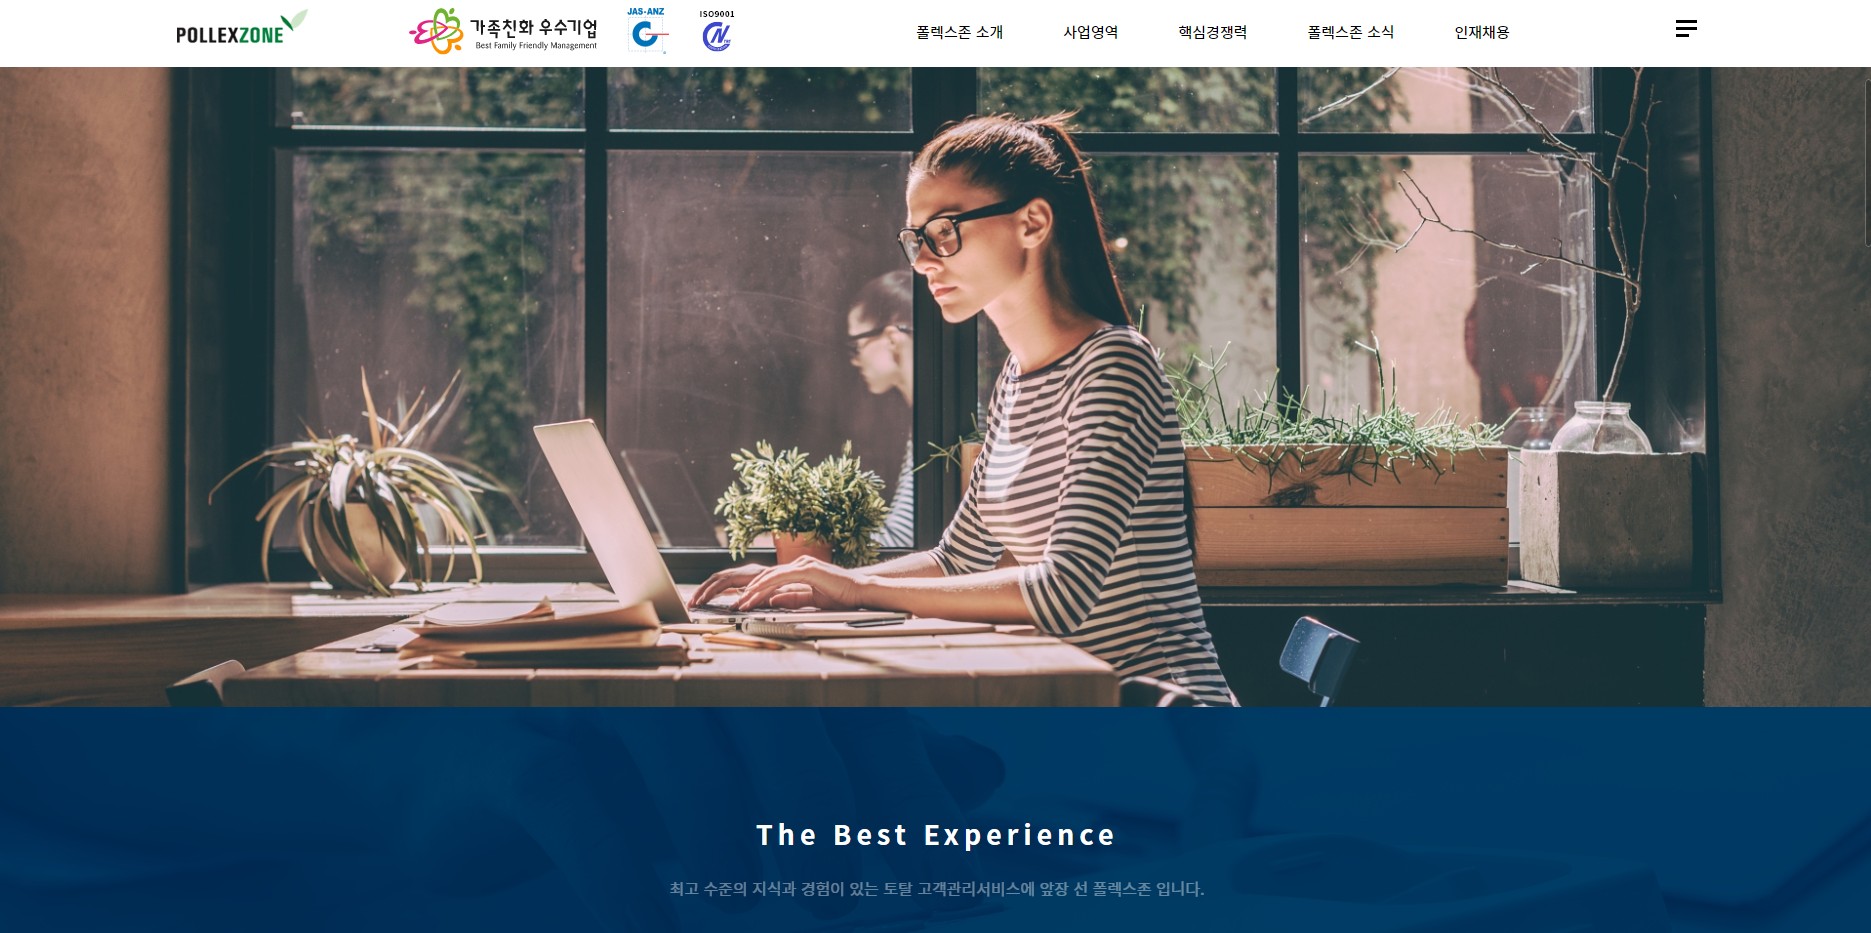 POLLEXZONE
가족친화 우수기업
Best Family Friendly Management
JAS-ANZ
ISO9001
폴렉스존 소개
사업영역
핵심경쟁력
폴렉스존 소식
인재채용
The Best Experience
최고 수준의 지식과 경험이 있는 토탈 고객관리서비스에 앞장 선 폴렉스존 입니다.